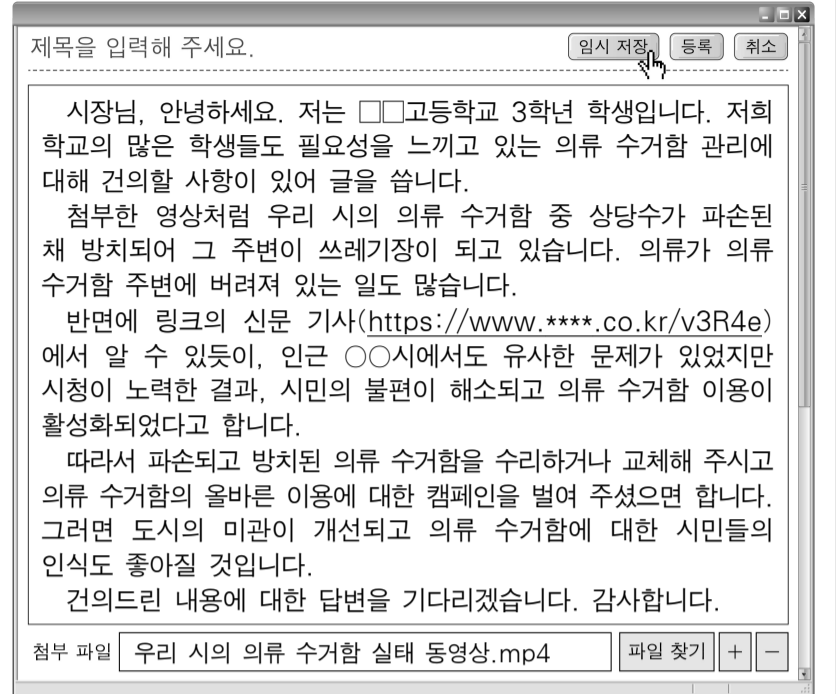 제목을 입력해 주세요. 임시 저장 등록 취소
시장님, 안녕하세요. 저는 □□고등학교 3학년 학생입니다. 저희
학교의 많은 학생들도 필요성을 느끼고 있는 의류 수거함 관리에
대해 건의할 사항이 있어 글을 씁니다.
첨부한 영상처럼 우리 시의 의류 수거함 중 상당수가 파손된
채 방치되어 그 주변이 쓰레기장이 되고 있습니다. 의류가 의류
수거함 주변에 버려져 있는 일도 많습니다.
반면에 링크의 신문 기사(https://www.****.co.kr/v3R4e)
에서 알 수 있듯이, 인근 ○○시에서도 유사한 문제가 있었지만
시청이 노력한 결과, 시민의 불편이 해소되고 의류 수거함 이용이
활성화되었다고 합니다.
따라서 파손되고 방치된 의류 수거함을 수리하거나 교체해 주시고
의류 수거함의 올바른 이용에 대한 캠페인을 벌여 주셨으면 합니다.
그러면 도시의 미관이 개선되고 의류 수거함에 대한 시민들의
인식도 좋아질 것입니다.
건의드린 내용에 대한 답변을 기다리겠습니다. 감사합니다.
첨부 파일 우리 시의 의류 수거함 실태 동영상.mp4 파일 찾기 + −